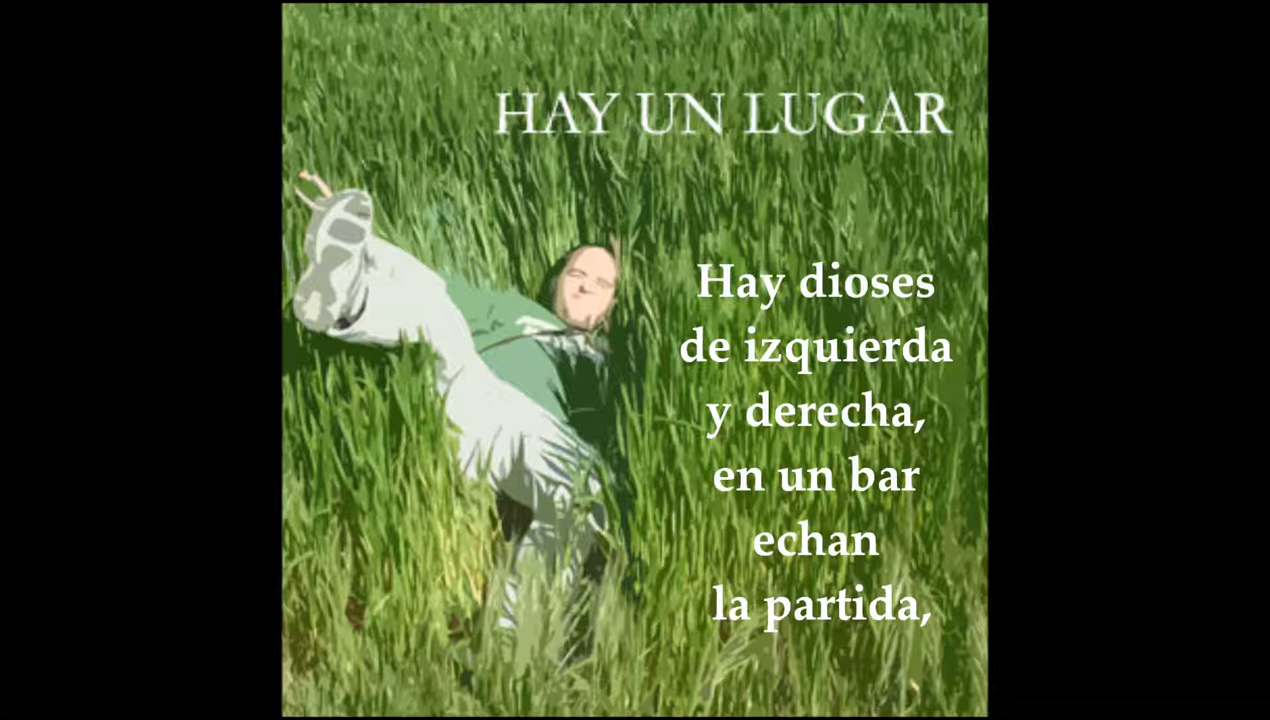 HAY UN LUGAR
Hay dioses
de izquierda
y derecha,
en un bar
echan
la partida,